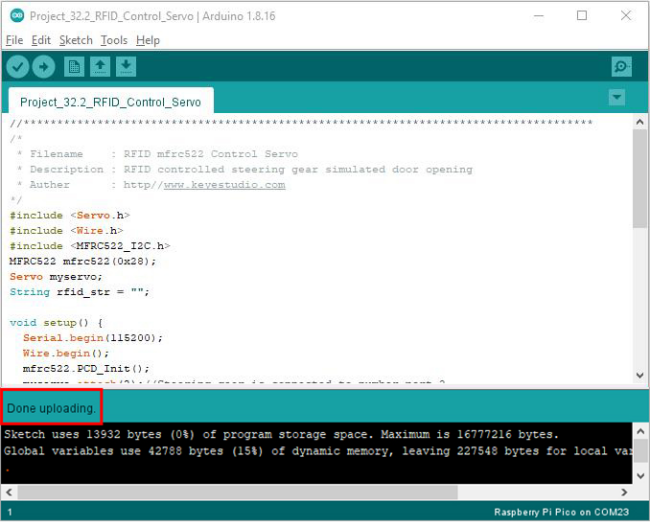 Project_32.2_RFID_Control_Servo | Arduino 1.8.16
File Edit Sketch Tools Help
Project_32.2_RFID_Control_Servo
//**************************************************************************************
/*
 * Filename    : RFID mfrc522 Control Servo
 * Description : RFID controlled steering gear simulated door opening
 * Auther      : http//www.keyestudio.com
*/
#include <Servo.h>
#include <Wire.h>
#include <MFRC522_I2C.h>
MFRC522 mfrc522(0x28);
Servo myservo;
String rfid_str = "";
void setup() {
  Serial.begin(115200);
  Wire.begin();
  mfrc522.PCD_Init();
Done uploading.
Sketch uses 13932 bytes (0%) of program storage space. Maximum is 16777216 bytes.
Global variables use 42788 bytes (15%) of dynamic memory, leaving 227548 bytes for local
1
Raspberry Pi Pico on COM23